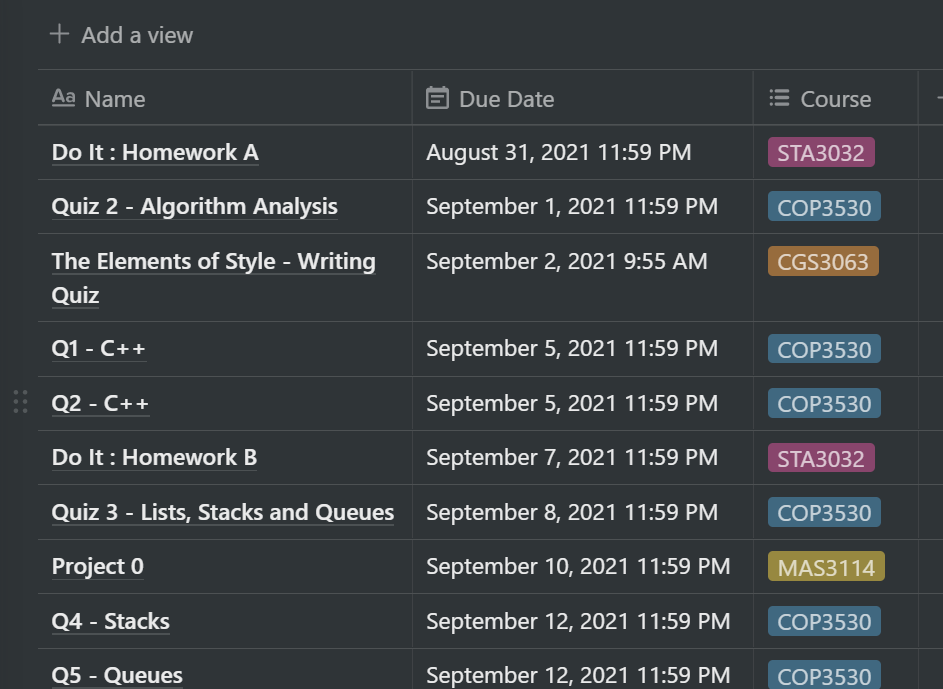 Add a view
Aa Name Due Date Course
Do It : Homework A August 31, 2021 11:59 PM STA3032
Quiz 2 - Algorithm Analysis September 1, 2021 11:59 PM COP3530
The Elements of Style - Writing September 2, 2021 9:55 AM CGS3063
Quiz
Q1 - C++ September 5, 2021 11:59 PM COP3530
Q2 - C++ September 5, 2021 11:59 PM COP3530
Do It : Homework B September 7, 2021 11:59 PM STA3032
Quiz 3 - Lists, Stacks and Queues September 8, 2021 11:59 PM COP3530
Project 0 September 10, 2021 11:59 PM MAS3114
Q4 - Stacks September 12, 2021 11:59 PM COP3530
Q5 - Queues September 12, 2021 11:59 PM COP3530